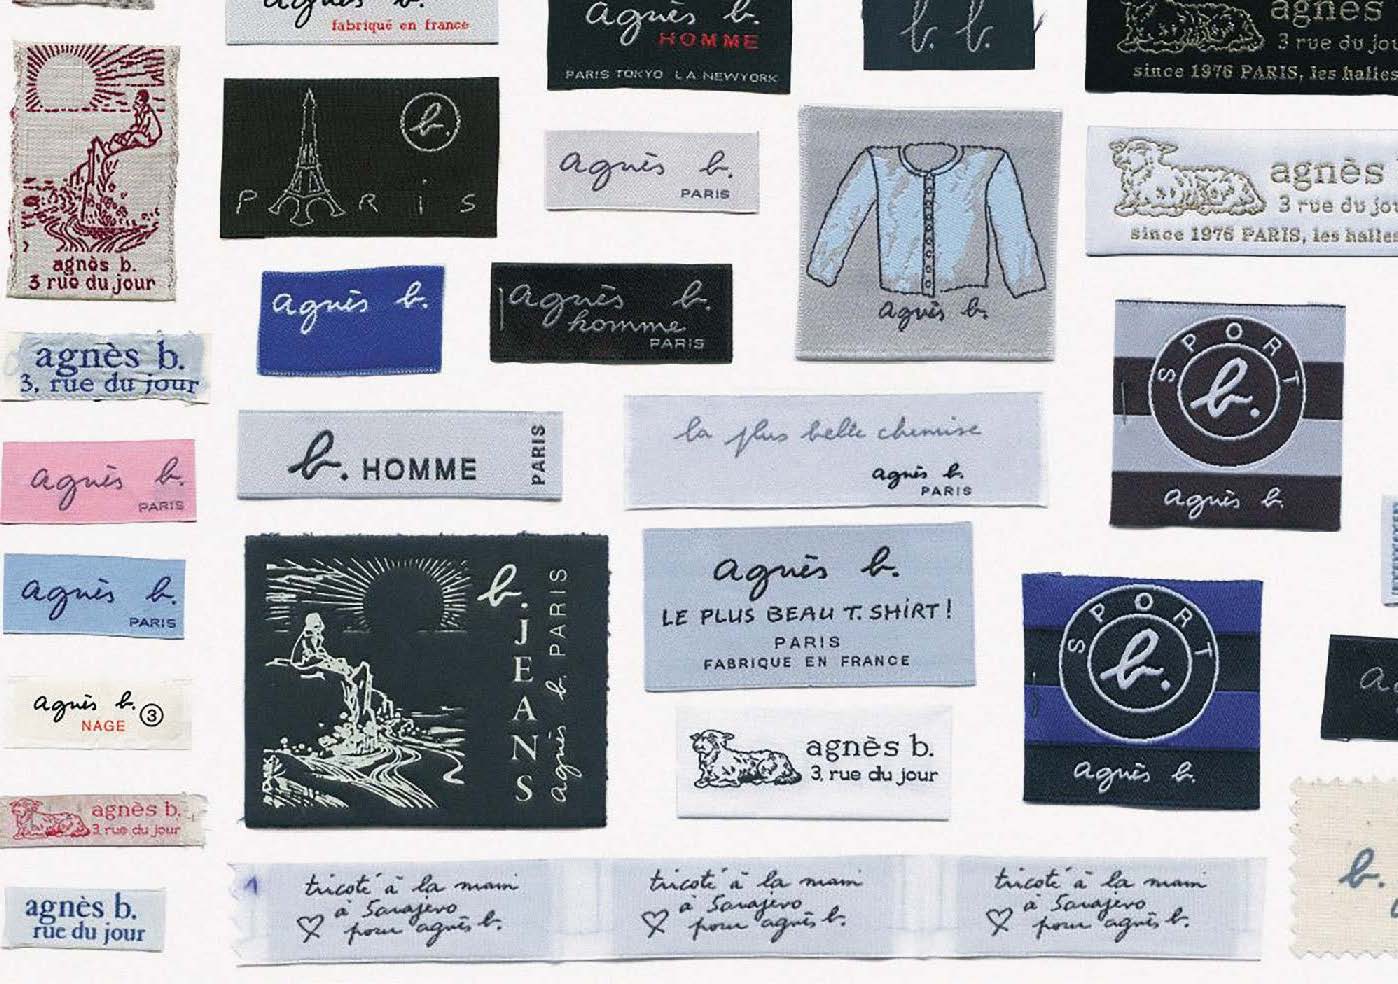 agnès b.
fabriqué en france
agnès b.
HOMME
PARIS TOKYO L.A NEWYORK
b. b.
agnès
3 rue du jou
since 1976 PARIS, les halles
agnès b.
3 rue du jour
b.
PARiS
agnès b.
PARIS
agnès b.
agnès
3 rue du jou
since 1976 PARIS, les halles
agnès b.
3, rue du jour
agnès b.
agnès b.
homme
PARIS
SPORT
b.
agnès b.
agnès b.
PARIS
b. HOMME
PARIS
la plus belle chemise
agnès b.
PARIS
agnès b.
PARIS
b.
JEANS
agnès b. PARIS
agnès b.
LE PLUS BEAU T.SHiRT!
PARIS
FABRIQUE EN FRANCE
SPORT
b.
agnès b.
agnès b.
NAGE
3
agnès b.
3, rue du jour
agnès b.
3 rue du jour
agnès b.
rue du jour
tricoté à la main
à Sarajevo
pour agnès b.
tricoté à la main
à Sarajevo
pour agnès b.
tricoté à la main
à Sarajevo
pour agnès b.
b.